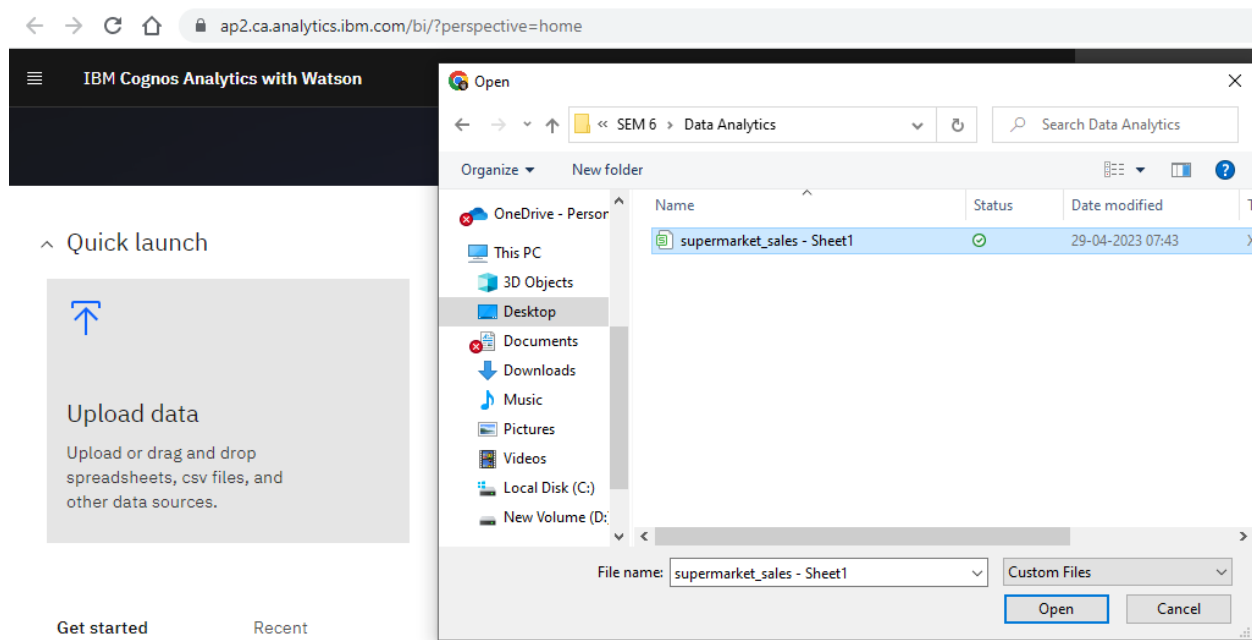 ap2.ca.analytics.ibm.com/bi/?perspective=home
IBM Cognos Analytics with Watson
Quick launch
Upload data
Upload or drag and drop
spreadsheets, csv files, and
other data sources.
Get started
Recent
Open
« SEM 6 › Data Analytics
Search Data Analytics
Organize
New folder
OneDrive - Person
This PC
3D Objects
Desktop
Documents
Downloads
Music
Pictures
Videos
Local Disk (C:)
New Volume (D:
Name Status Date modified T
supermarket_sales - Sheet1 29-04-2023 07:43 X
File name: supermarket_sales - Sheet1 Custom Files
Open Cancel